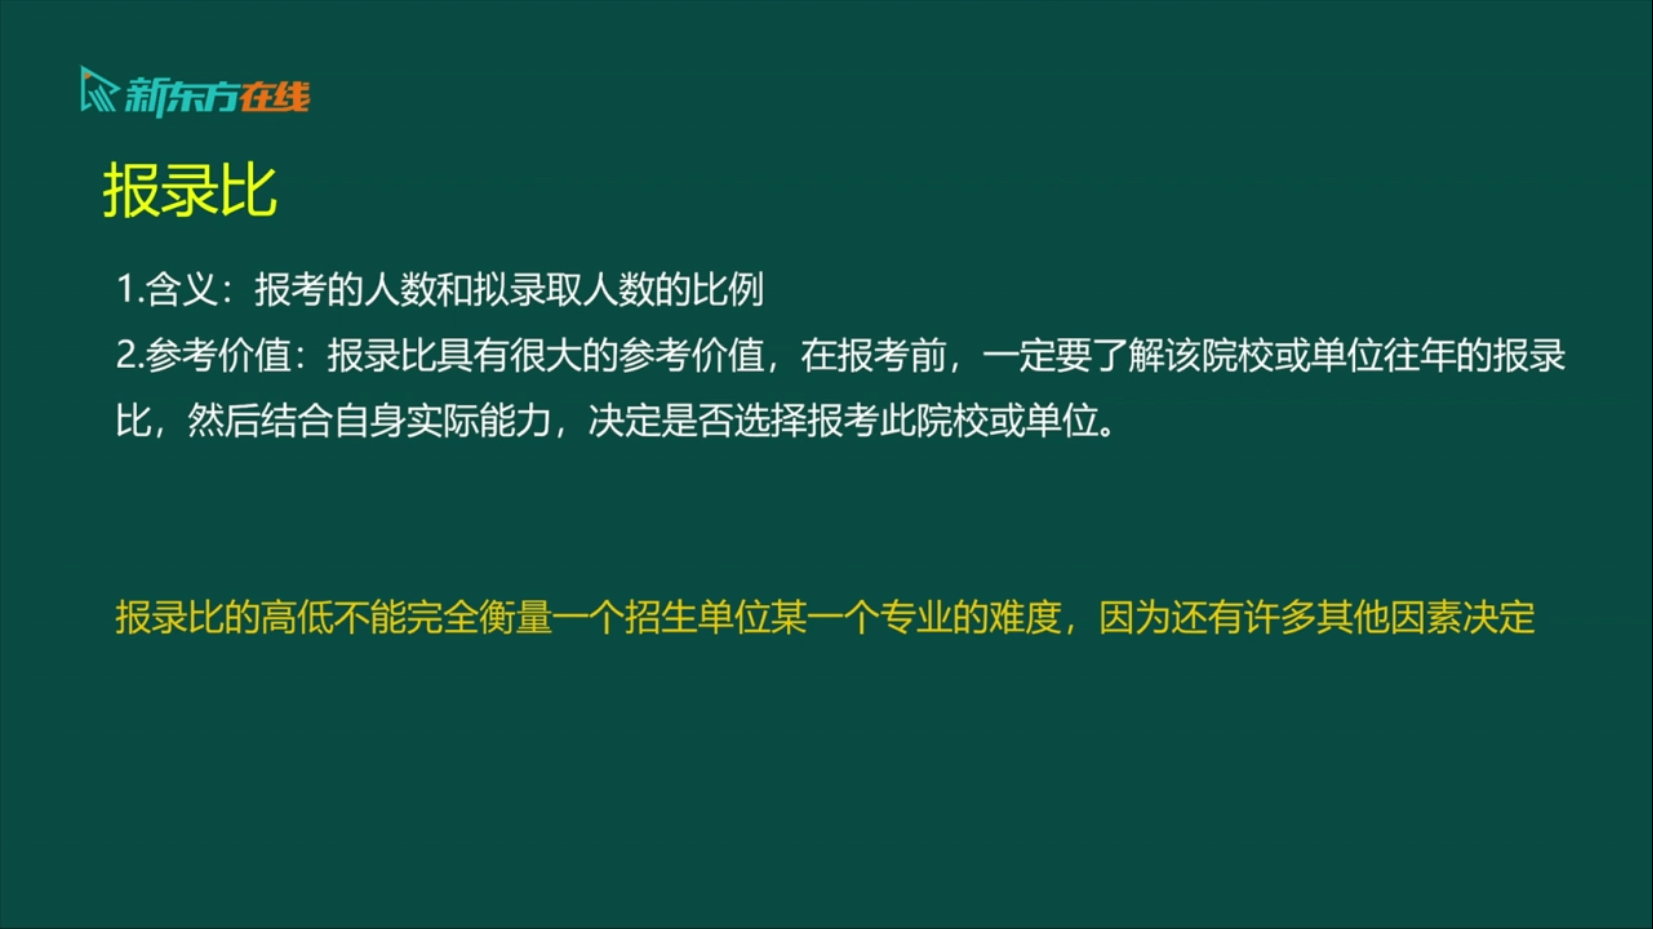 新东方在线
报录比
1.含义：报考的人数和拟录取人数的比例
2.参考价值：报录比具有很大的参考价值，在报考前，一定要了解该院校或单位往年的报录
比，然后结合自身实际能力，决定是否选择报考此院校或单位。
报录比的高低不能完全衡量一个招生单位某一个专业的难度，因为还有许多其他因素决定